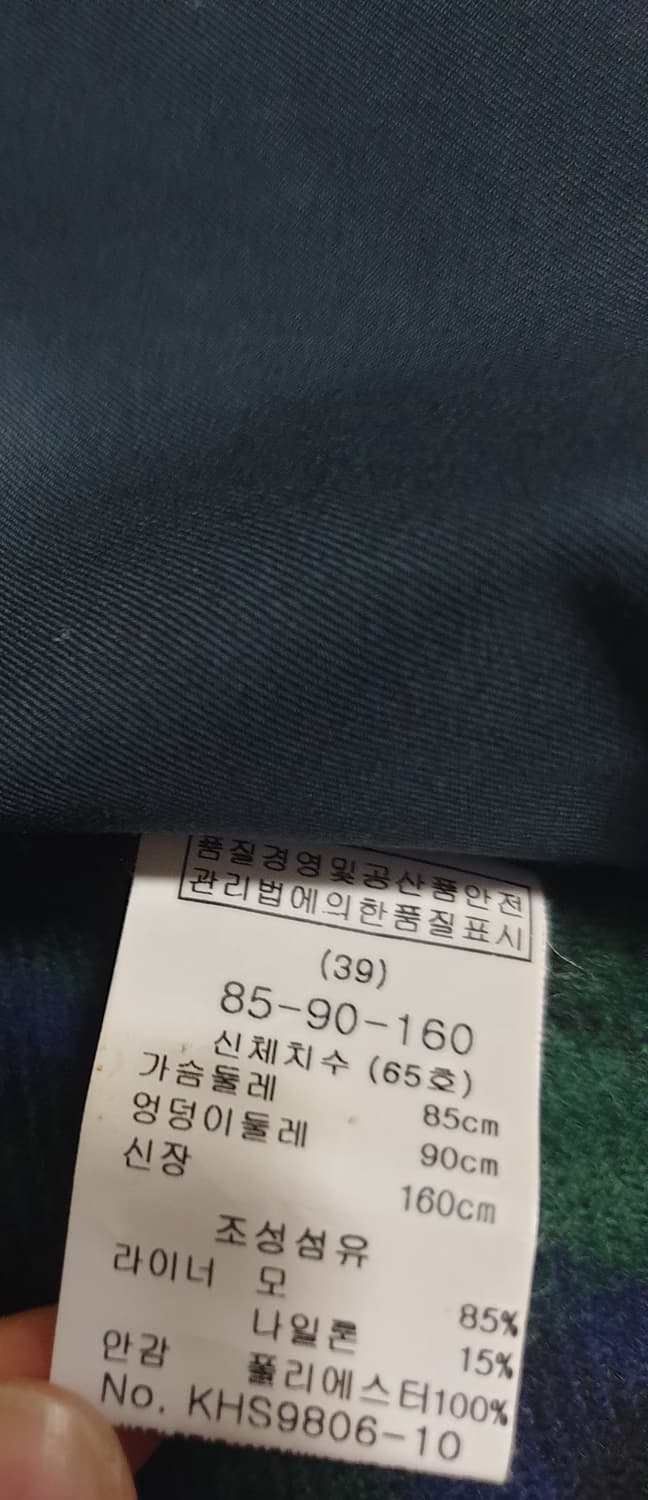 품질경영및공산품안전
관리법에의한품질표시
(39)
85-90-160
신체치수 (65호)
가슴둘레 85cm
엉덩이둘레 90cm
신장 160cm
조성섬유
라이너 모 85%
나일론 15%
안감 폴리에스터100%
No. KHS9806-10